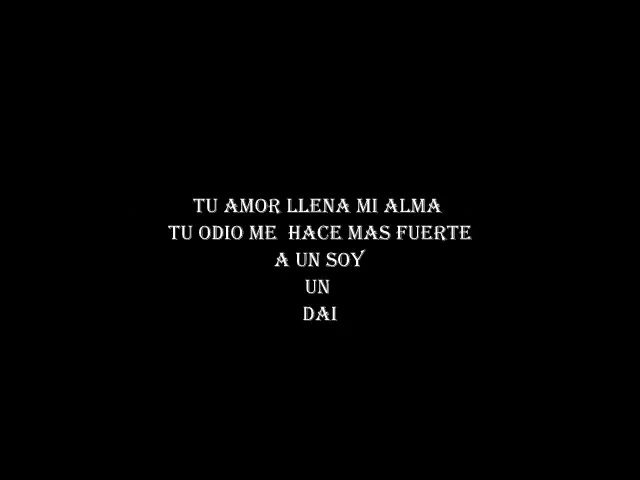 TU AMOR LLENA MI ALMA
TU ODIO ME  HACE MAS FUERTE
A UN SOY
UN
DAI